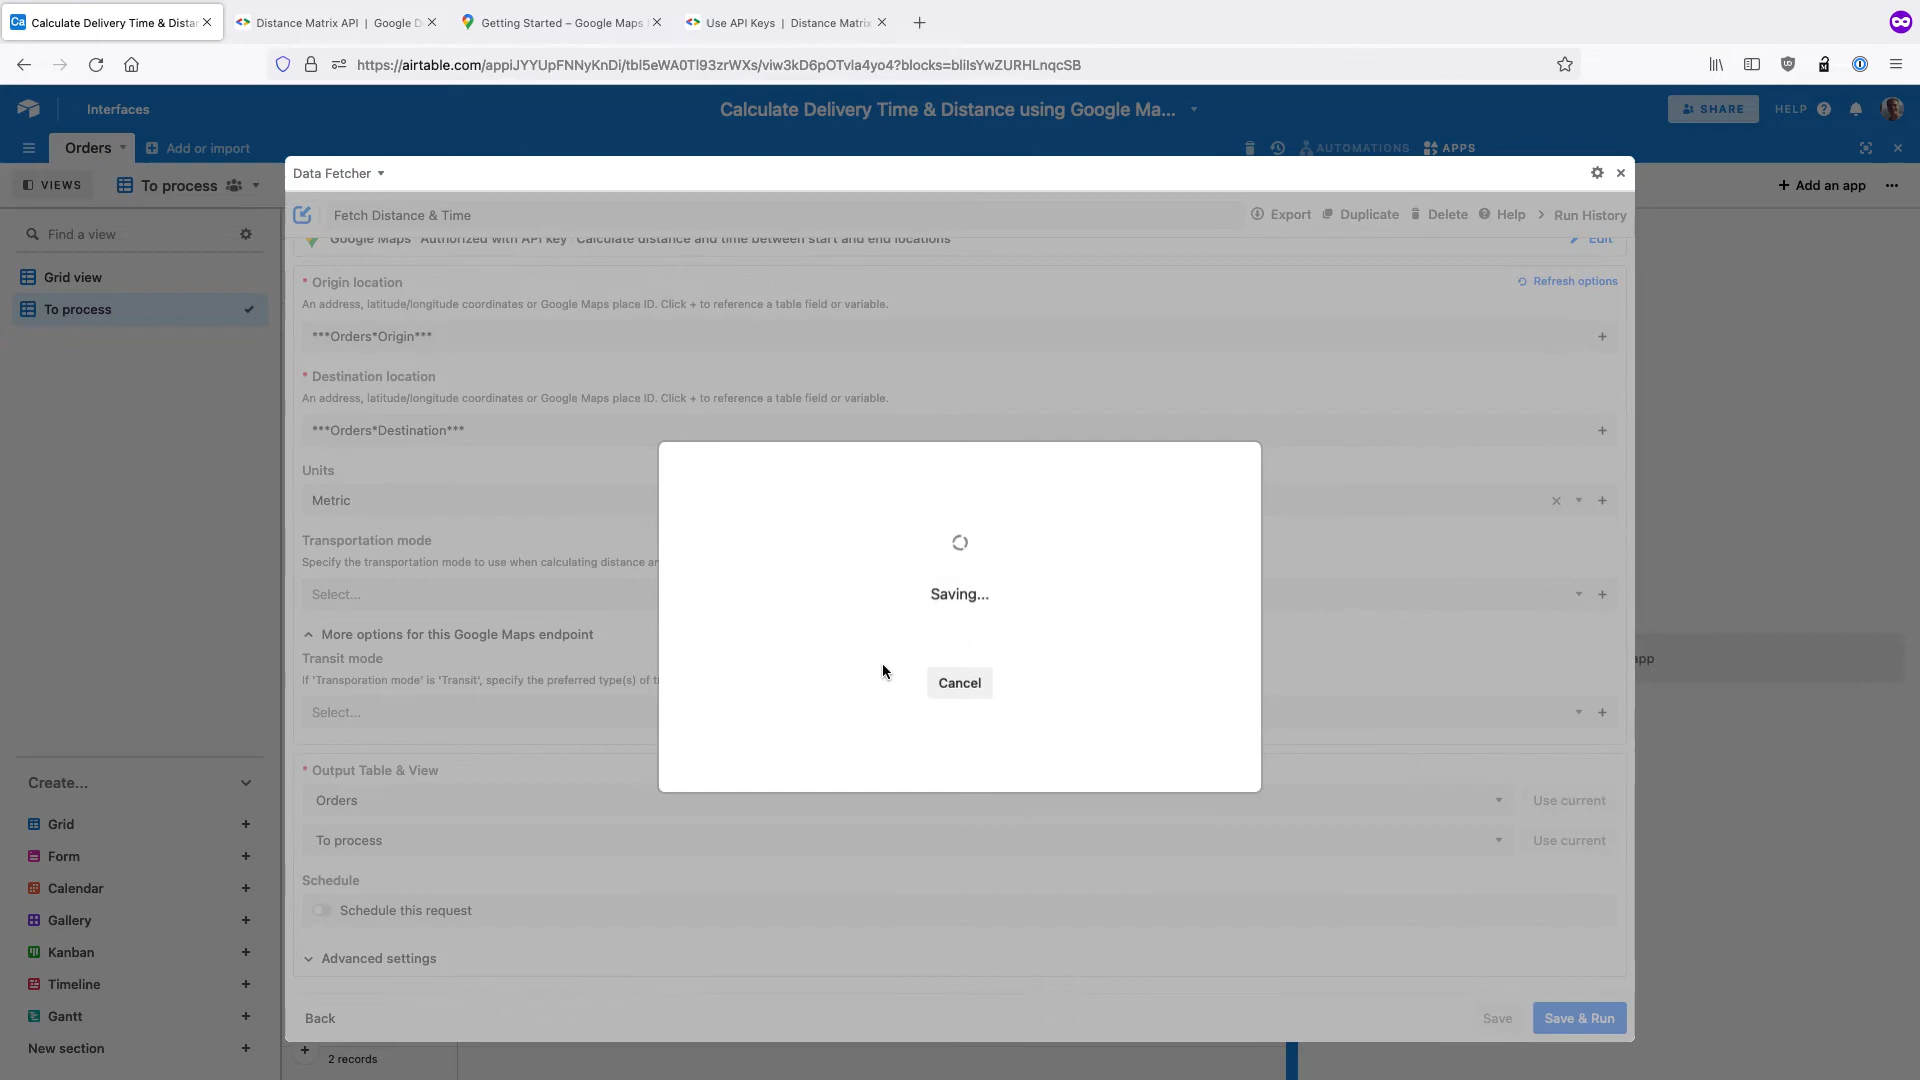 Calculate Delivery Time & Distan
Distance Matrix API | Google D
Getting Started – Google Maps
Use API Keys | Distance Matrix
https://airtable.com/appiJYYUpFNNyKnDi/tbl5eWA0Tl93zrWXs/viw3kD6pOTvla4yo4?blocks=bliIsYwZURHLnqcSB
Interfaces
Calculate Delivery Time & Distance using Google Ma...
SHARE
HELP
Orders
Add or import
AUTOMATIONS
APPS
VIEWS
To process
Data Fetcher
+ Add an app
Fetch Distance & Time
Export
Duplicate
Delete
Help
> Run History
Find a view
Google Maps Authorized with API key Calculate distance and time between start and end locations
Edit
Grid view
To process
* Origin location
Refresh options
An address, latitude/longitude coordinates or Google Maps place ID. Click + to reference a table field or variable.
***Orders*Origin***
* Destination location
An address, latitude/longitude coordinates or Google Maps place ID. Click + to reference a table field or variable.
***Orders*Destination***
Units
Metric
Transportation mode
Specify the transportation mode to use when calculating distance an
Select...
Saving...
More options for this Google Maps endpoint
Transit mode
app
If 'Transporation mode' is 'Transit', specify the preferred type(s) of t
Cancel
Select...
* Output Table & View
Create...
Orders
Use current
Grid
To process
Use current
Form
Schedule
Calendar
Schedule this request
Gallery
Kanban
Advanced settings
Timeline
Gantt
Back
Save
Save & Run
New section
2 records